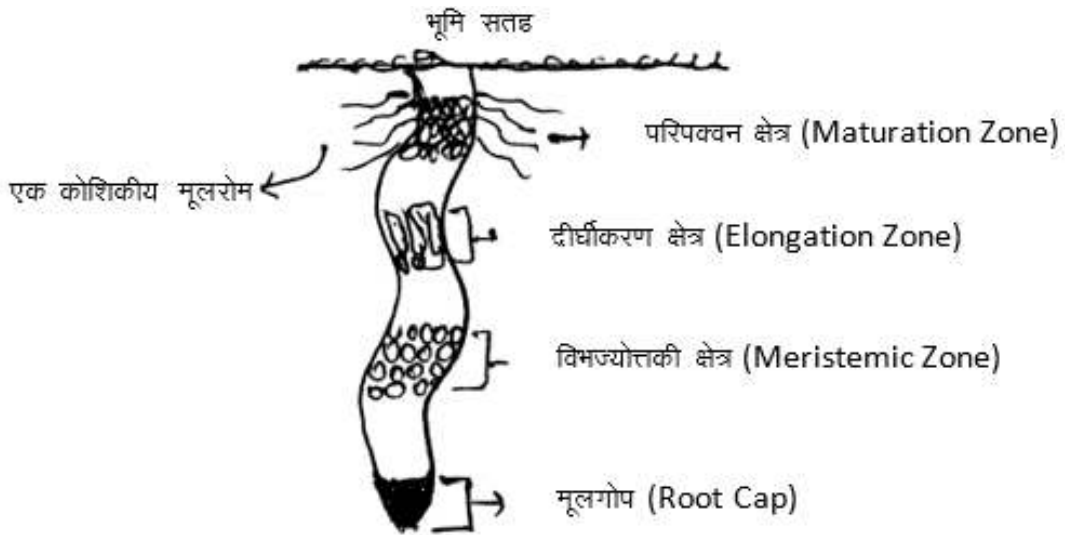 भूमि सतह
परिपक्वन क्षेत्र (Maturation Zone)
एक कोशिकीय मूलरोम
दीर्घीकरण क्षेत्र (Elongation Zone)
विभज्योत्तकी क्षेत्र (Meristemic Zone)
मूलगोप (Root Cap)